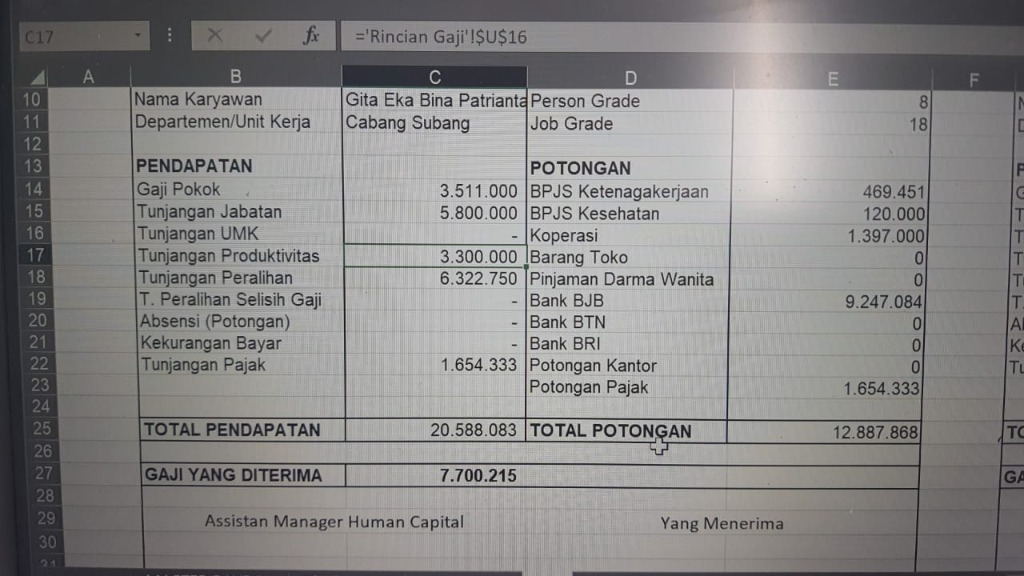 C17 fx ='Rincian Gaji'!$U$16
A B C D E F
10 Nama Karyawan Gita Eka Bina Patrianta Person Grade 8
11 Departemen/Unit Kerja Cabang Subang Job Grade 18
12
13 PENDAPATAN POTONGAN
14 Gaji Pokok 3.511.000 BPJS Ketenagakerjaan 469.451
15 Tunjangan Jabatan 5.800.000 BPJS Kesehatan 120.000
16 Tunjangan UMK - Koperasi 1.397.000
17 Tunjangan Produktivitas 3.300.000 Barang Toko 0
18 Tunjangan Peralihan 6.322.750 Pinjaman Darma Wanita 0
19 T. Peralihan Selisih Gaji - Bank BJB 9.247.084
20 Absensi (Potongan) - Bank BTN 0
21 Kekurangan Bayar - Bank BRI 0
22 Tunjangan Pajak 1.654.333 Potongan Kantor 0
23 Potongan Pajak 1.654.333
24
25 TOTAL PENDAPATAN 20.588.083 TOTAL POTONGAN 12.887.868
26
27 GAJI YANG DITERIMA 7.700.215
28
29 Assistan Manager Human Capital Yang Menerima
30
31